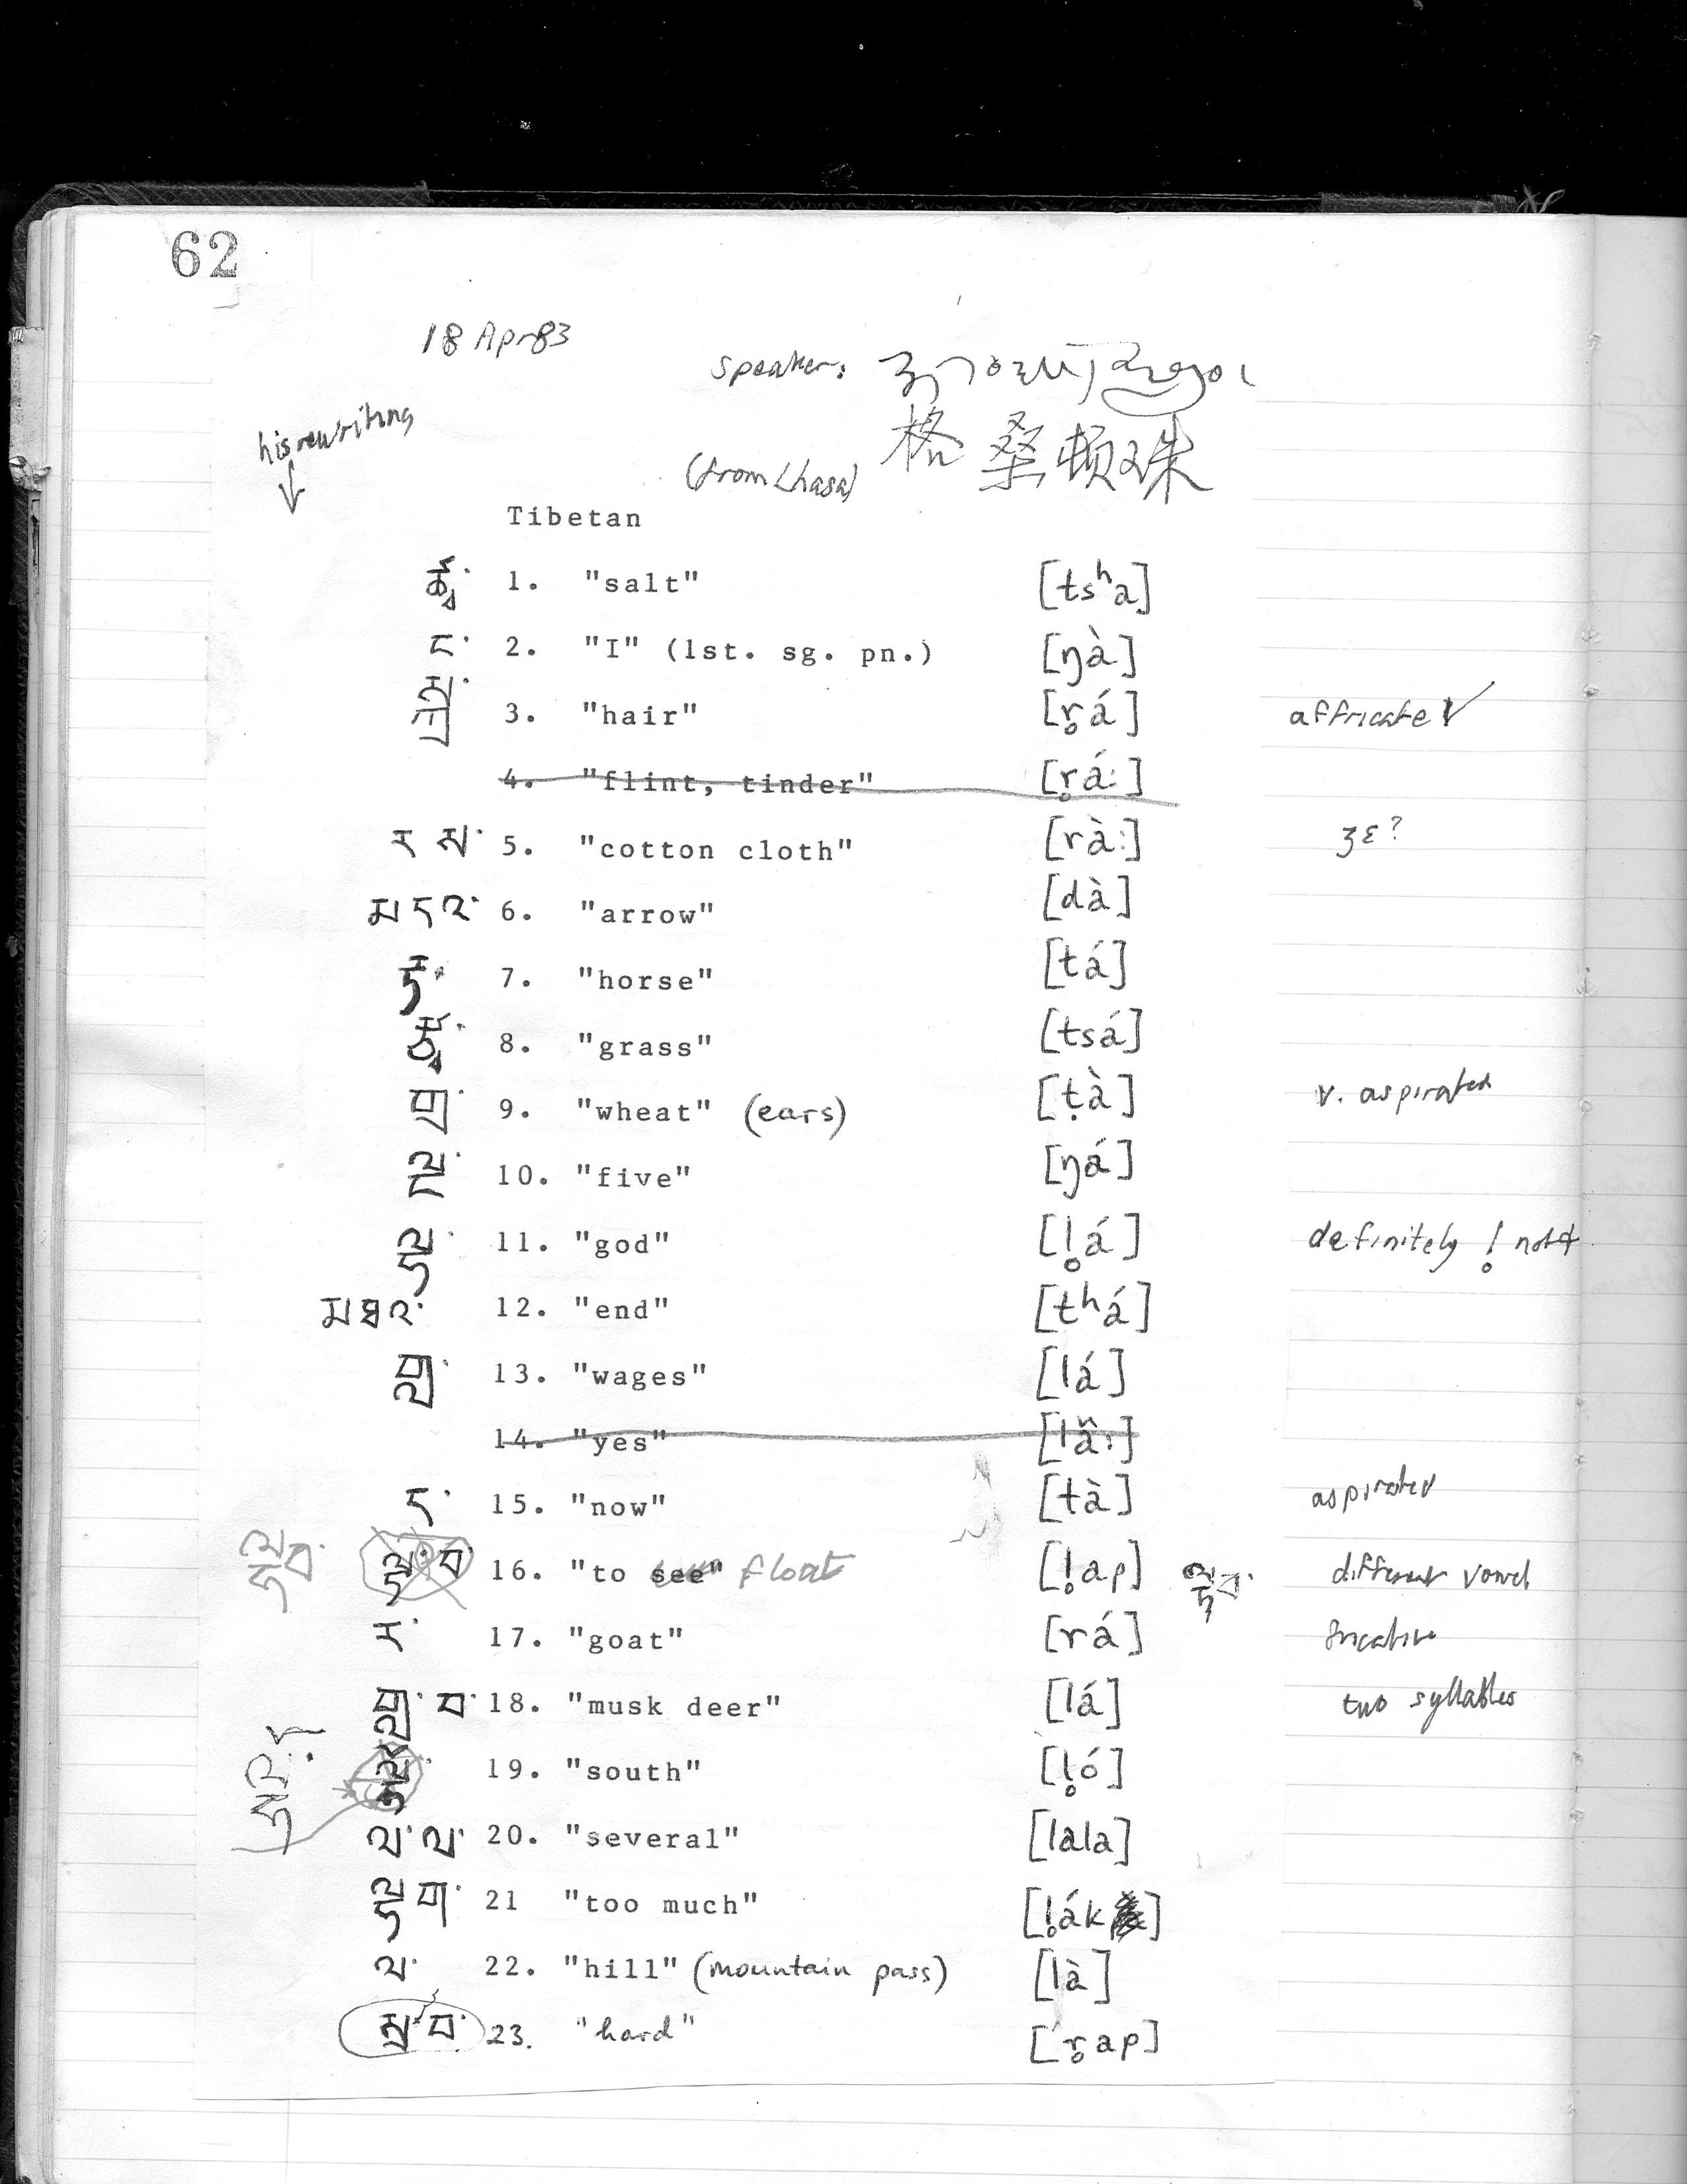 62
18 Apr 83
speaker:
格桑顿珠
his rewriting
(from Lhasa)
Tibetan
ཚྭ་ 1. "salt" [tsʰa]
ང་ 2. "I" (1st. sg. pn.) [ŋà]
3. "hair" [r̥á] affricate ✓
4. "flint, tinder" [r̥á:]
རས་ 5. "cotton cloth" [rà:] ʒɛ?
མདའ་ 6. "arrow" [dà]
རྟ་ 7. "horse" [tá]
རྩྭ་ 8. "grass" [tsá]
9. "wheat" (ears) [ṭà] v. aspirated
ལྔ་ 10. "five" [ŋá]
ལྷ་ 11. "god" [l̥á] definitely l̥ not ɬ
མཐའ་ 12. "end" [tʰá]
གླ་ 13. "wages" [lá]
14. "yes" [:]
ད་ 15. "now" [tà] aspirated
16. "to see" float [l̥ap] different vowel
ར་ 17. "goat" [rá] fricative
གླ་བ་ 18. "musk deer" [lá] two syllables
ལྷོ་ 19. "south" [l̥ó]
ལ་ལ་ 20. "several" [lala]
ལྷག་ 21 "too much" [l̥ák]
ལ་ 22. "hill" (mountain pass) [là]
23. "hard" [r̥ap]